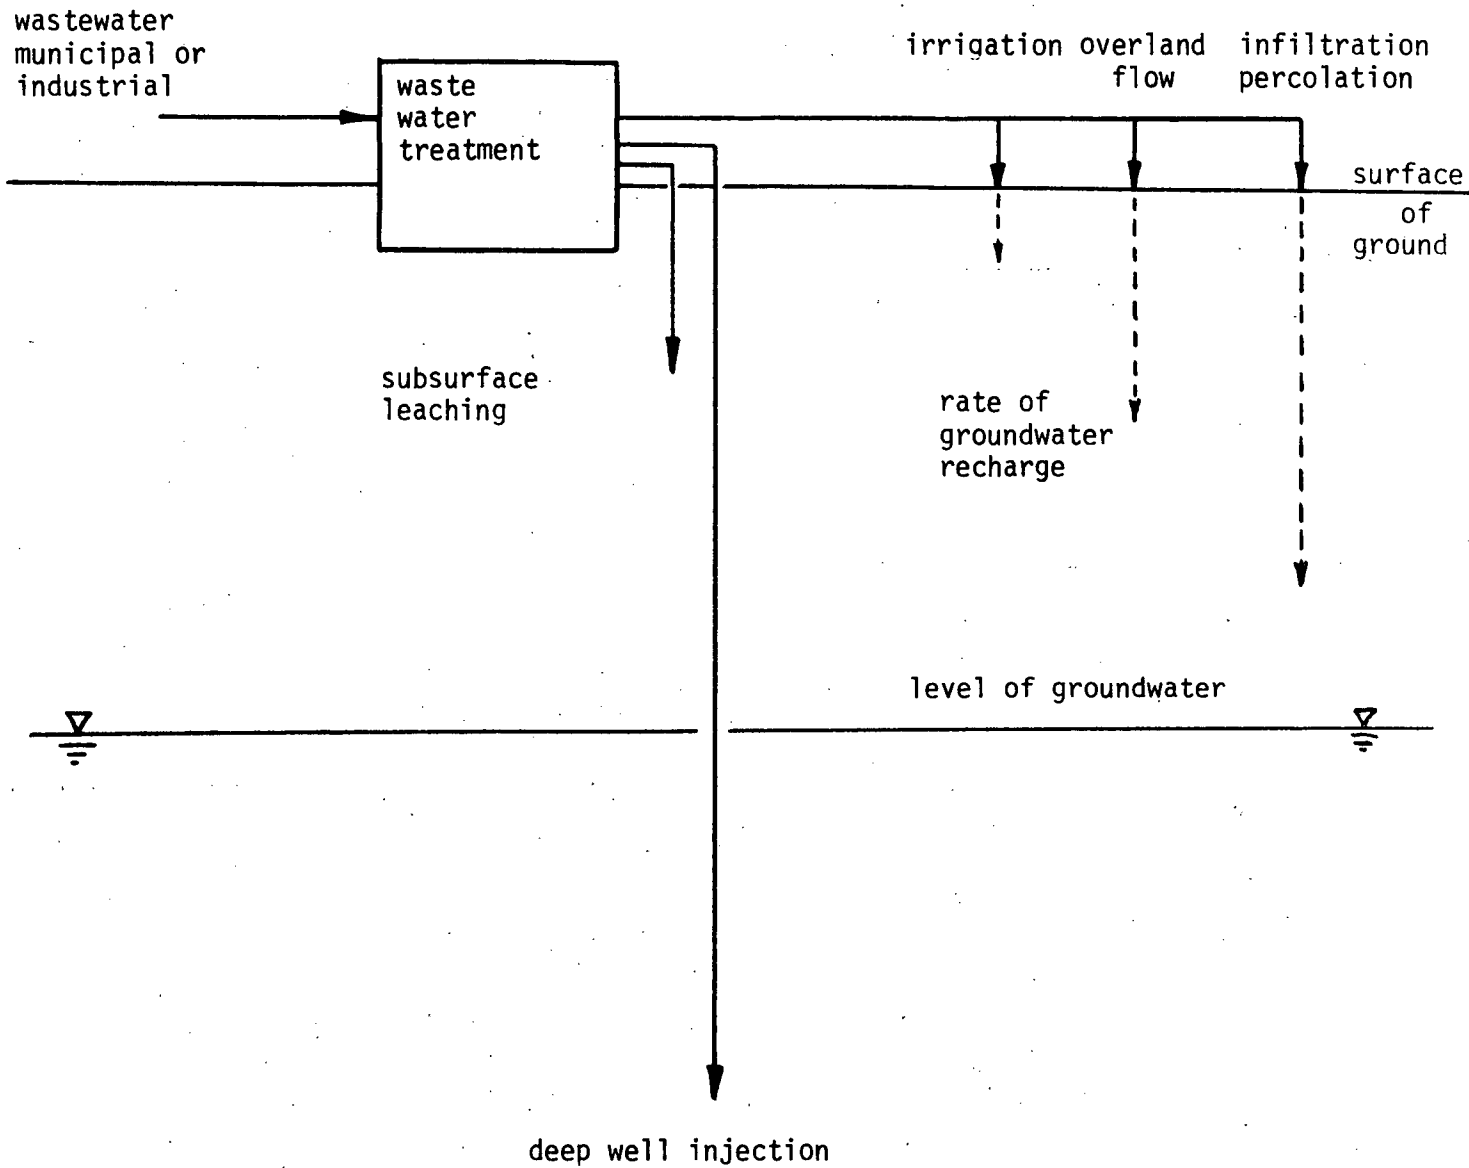 wastewater
municipal or
industrial
waste
water
treatment
irrigation
overland
flow
infiltration
percolation
surface
of
ground
subsurface
leaching
rate of
groundwater
recharge
level of groundwater
deep well injection